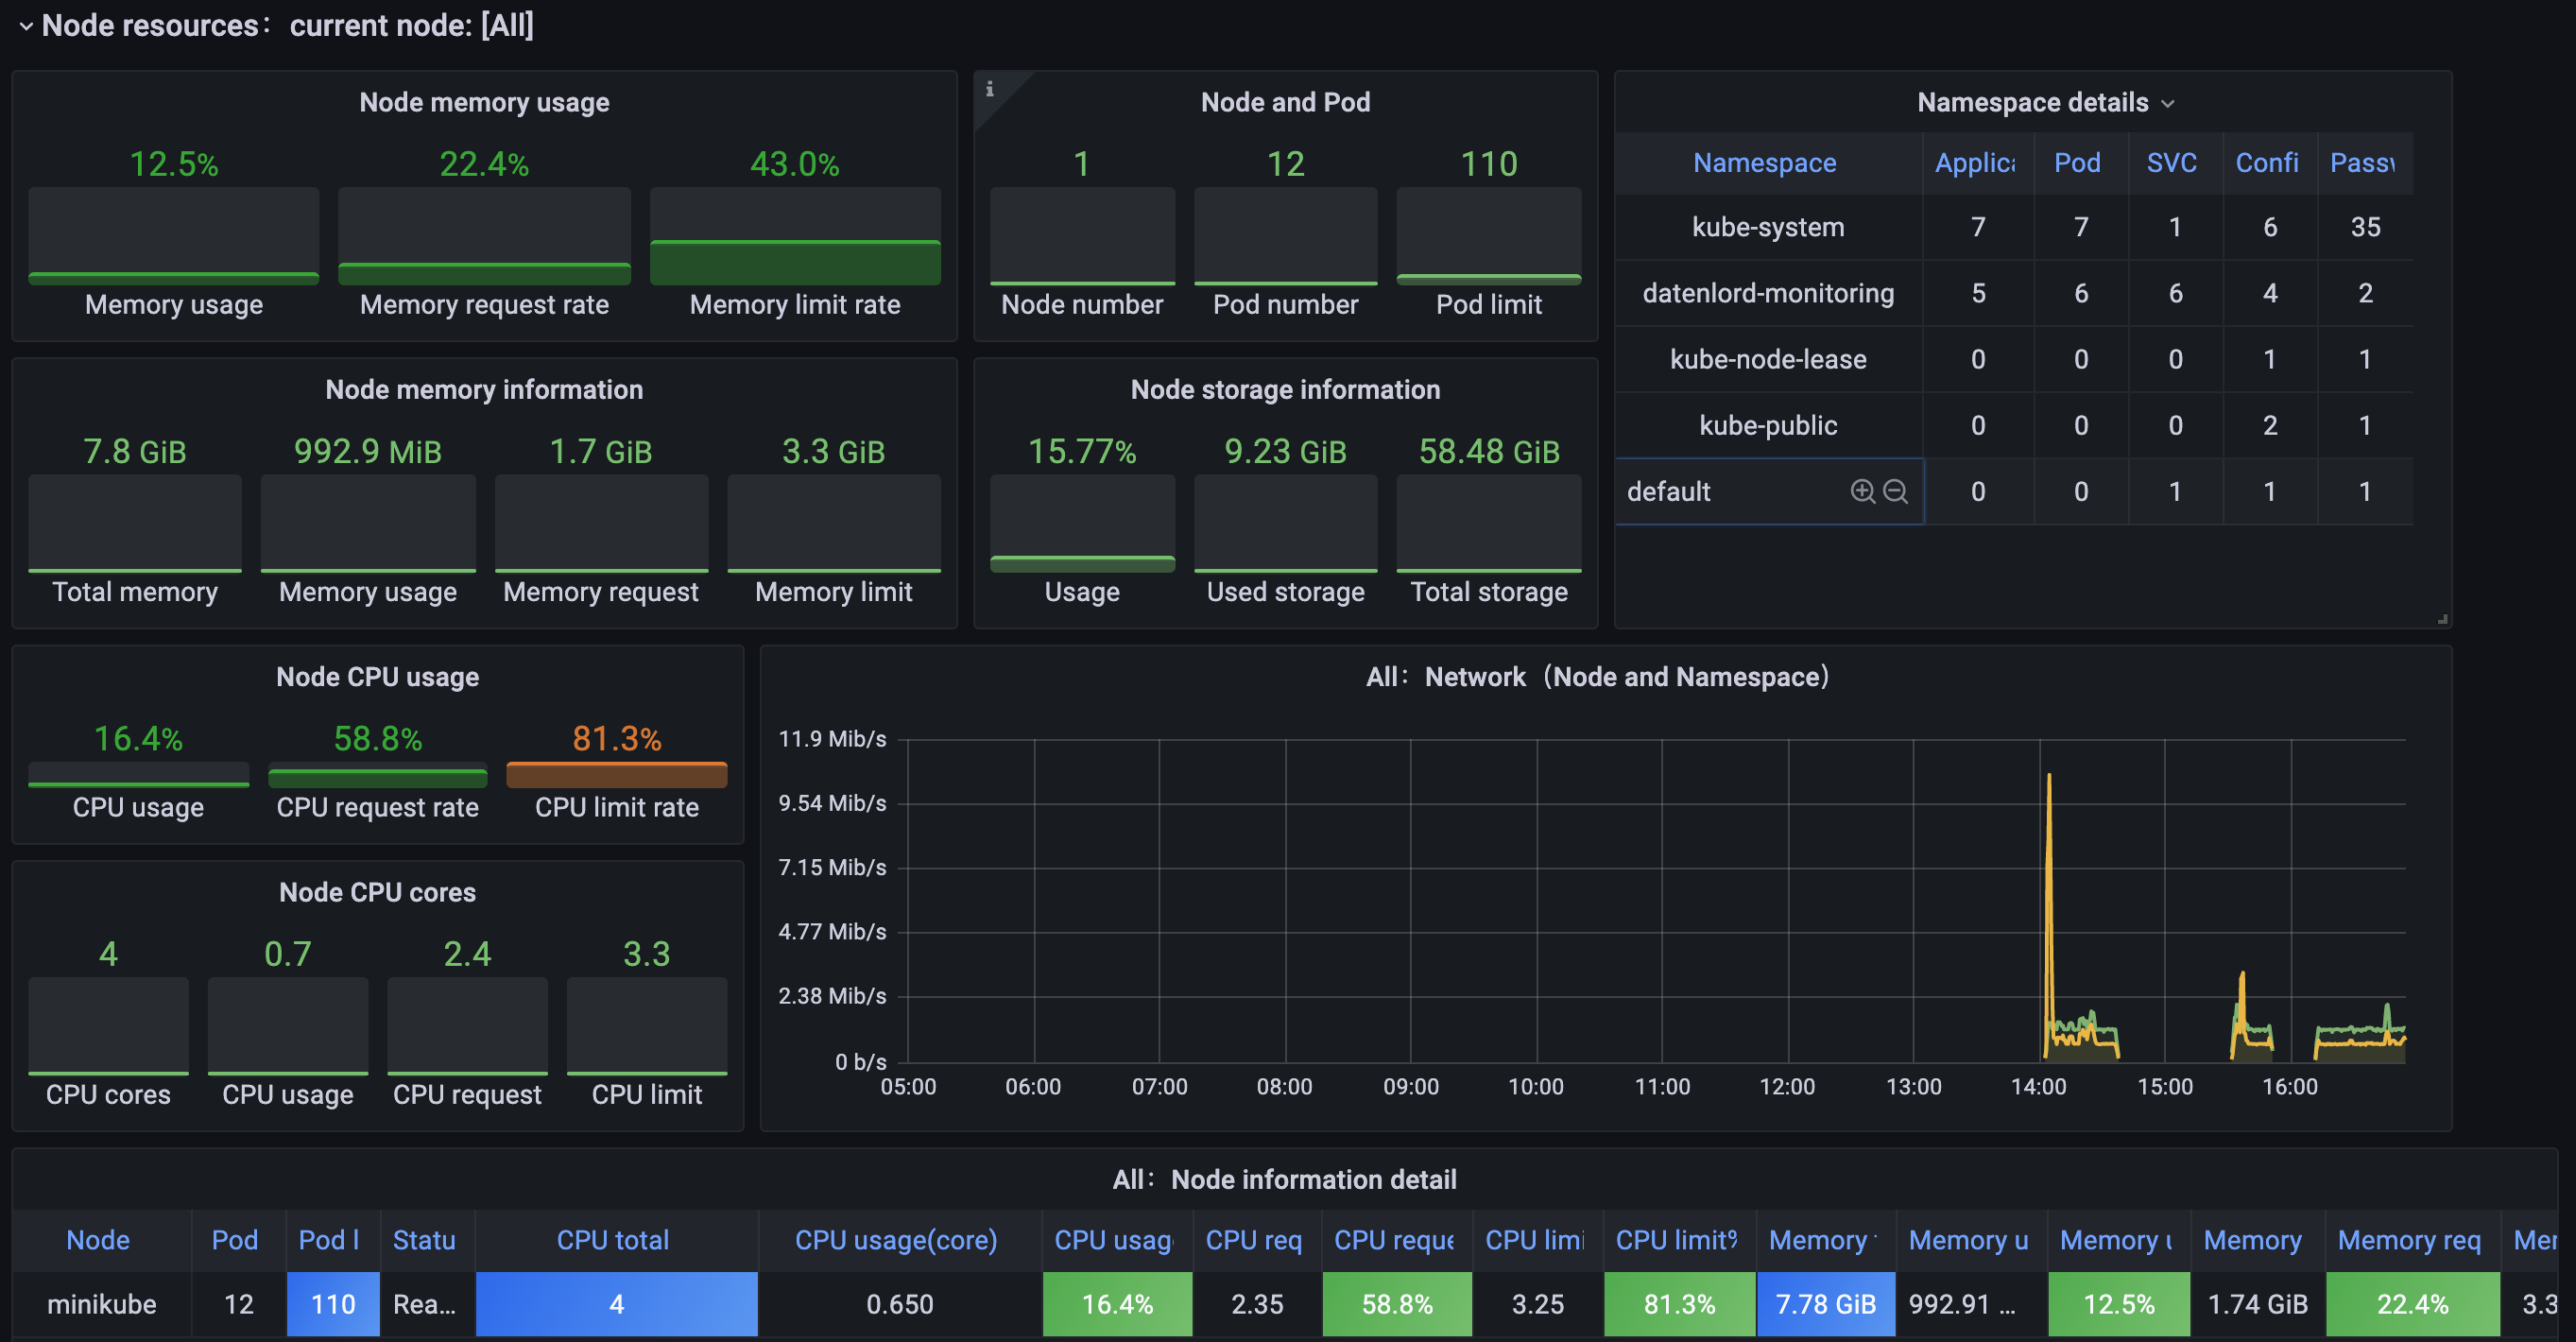 Node resources： current node: [All]
Node memory usage
12.5% 22.4% 43.0%
Memory usage Memory request rate Memory limit rate
Node and Pod
1 12 110
Node number Pod number Pod limit
Namespace details
Namespace Applica Pod SVC Confi Passv
kube-system 7 7 1 6 35
datenlord-monitoring 5 6 6 4 2
kube-node-lease 0 0 0 1 1
kube-public 0 0 0 2 1
default 0 0 1 1 1
Node memory information
7.8 GiB 992.9 MiB 1.7 GiB 3.3 GiB
Total memory Memory usage Memory request Memory limit
Node storage information
15.77% 9.23 GiB 58.48 GiB
Usage Used storage Total storage
Node CPU usage
16.4% 58.8% 81.3%
CPU usage CPU request rate CPU limit rate
Node CPU cores
4 0.7 2.4 3.3
CPU cores CPU usage CPU request CPU limit
All： Network（Node and Namespace）
11.9 Mib/s
9.54 Mib/s
7.15 Mib/s
4.77 Mib/s
2.38 Mib/s
0 b/s
05:00 06:00 07:00 08:00 09:00 10:00 11:00 12:00 13:00 14:00 15:00 16:00
All： Node information detail
Node Pod Pod l Statu CPU total CPU usage(core) CPU usag CPU req CPU reque CPU limi CPU limit% Memory Memory u Memory u Memory Memory req Mer
minikube 12 110 Rea... 4 0.650 16.4% 2.35 58.8% 3.25 81.3% 7.78 GiB 992.91 ... 12.5% 1.74 GiB 22.4% 3.3